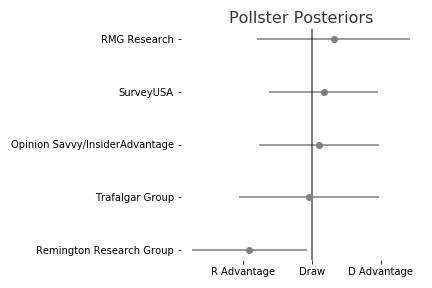 Pollster Posteriors
RMG Research
SurveyUSA
Opinion Savvy/InsiderAdvantage
Trafalgar Group
Remington Research Group
R Advantage Draw D Advantage